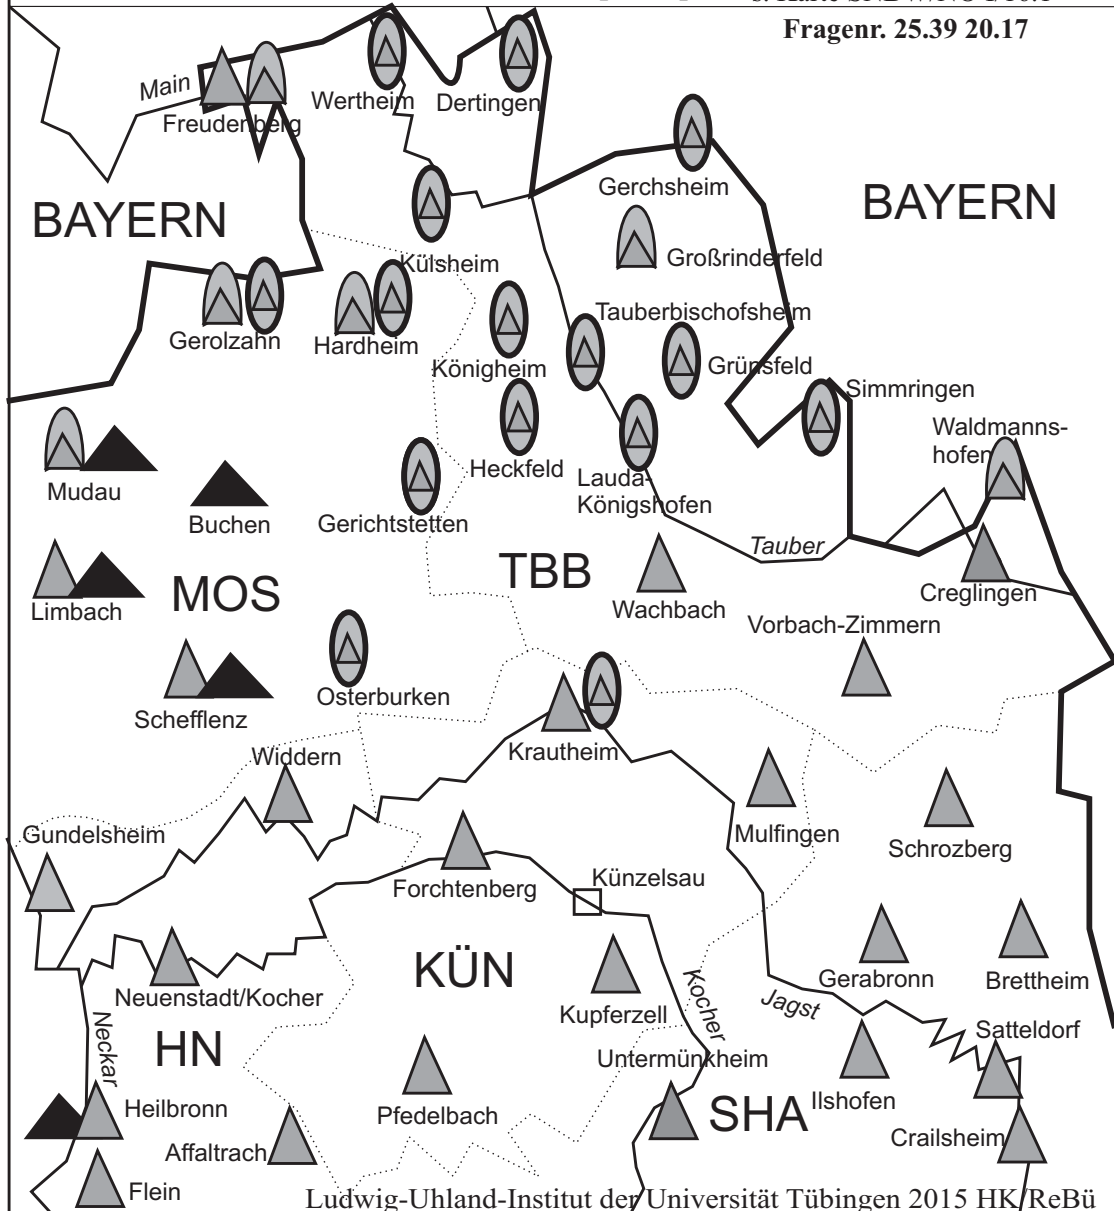 Fragenr. 25.39 20.17
Main
Wertheim
Dertingen
Freudenberg
Gerchsheim
BAYERN
BAYERN
Großrinderfeld
Külsheim
Tauberbischofsheim
Gerolzahn
Hardheim
Königheim
Grünsfeld
Simmringen
Waldmanns-
hofen
Heckfeld
Lauda-
Königshofen
Mudau
Buchen
Gerichtstetten
Tauber
TBB
MOS
Limbach
Wachbach
Creglingen
Vorbach-Zimmern
Osterburken
Schefflenz
Krautheim
Widdern
Gundelsheim
Mulfingen
Schrozberg
Forchtenberg
Künzelsau
KÜN
Gerabronn
Brettheim
Neuenstadt/Kocher
Kupferzell
Kocher
Jagst
Neckar
HN
Satteldorf
Untermünkheim
Heilbronn
Pfedelbach
SHA
Ilshofen
Affaltrach
Crailsheim
Flein
Ludwig-Uhland-Institut der Universität Tübingen 2015 HK/ReBü